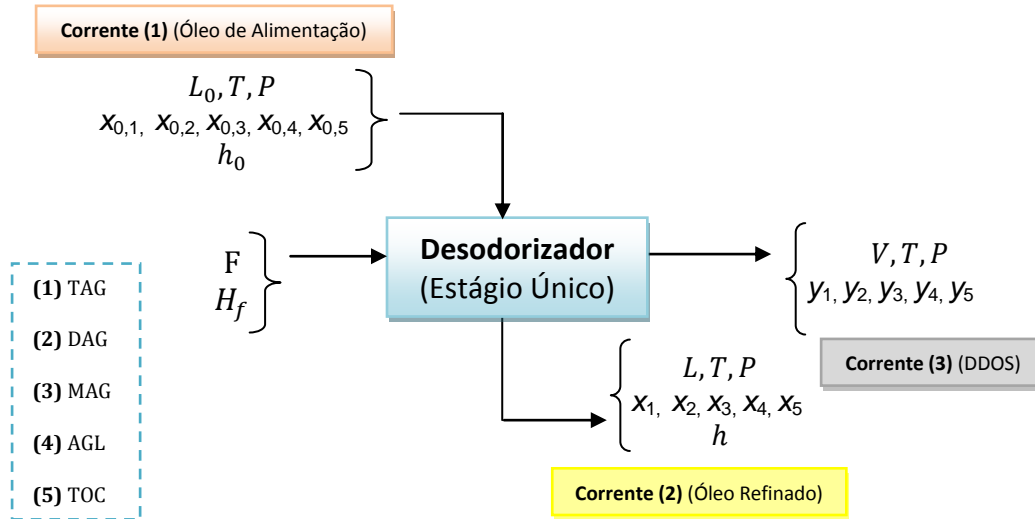 Corrente (1) (Óleo de Alimentação)
L₀, T, P
x₀,₁, x₀,₂, x₀,₃, x₀,₄, x₀,₅
h₀
F
H_f
Desodorizador
(Estágio Único)
V, T, P
y₁, y₂, y₃, y₄, y₅
Corrente (3) (DDOS)
L, T, P
x₁, x₂, x₃, x₄, x₅
h
Corrente (2) (Óleo Refinado)
(1) TAG
(2) DAG
(3) MAG
(4) AGL
(5) TOC